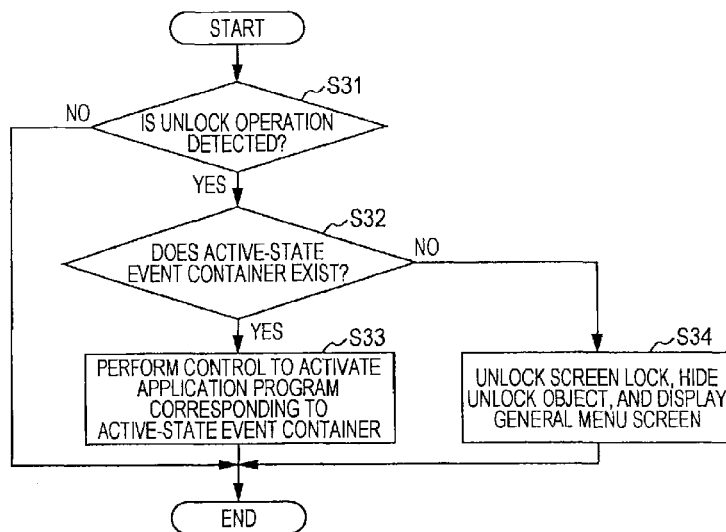 START
S31
NO
IS UNLOCK OPERATION
DETECTED?
YES
S32
DOES ACTIVE-STATE
EVENT CONTAINER EXIST?
NO
YES
S33
PERFORM CONTROL TO ACTIVATE
APPLICATION PROGRAM
CORRESPONDING TO
ACTIVE-STATE EVENT CONTAINER
S34
UNLOCK SCREEN LOCK, HIDE
UNLOCK OBJECT, AND DISPLAY
GENERAL MENU SCREEN
END